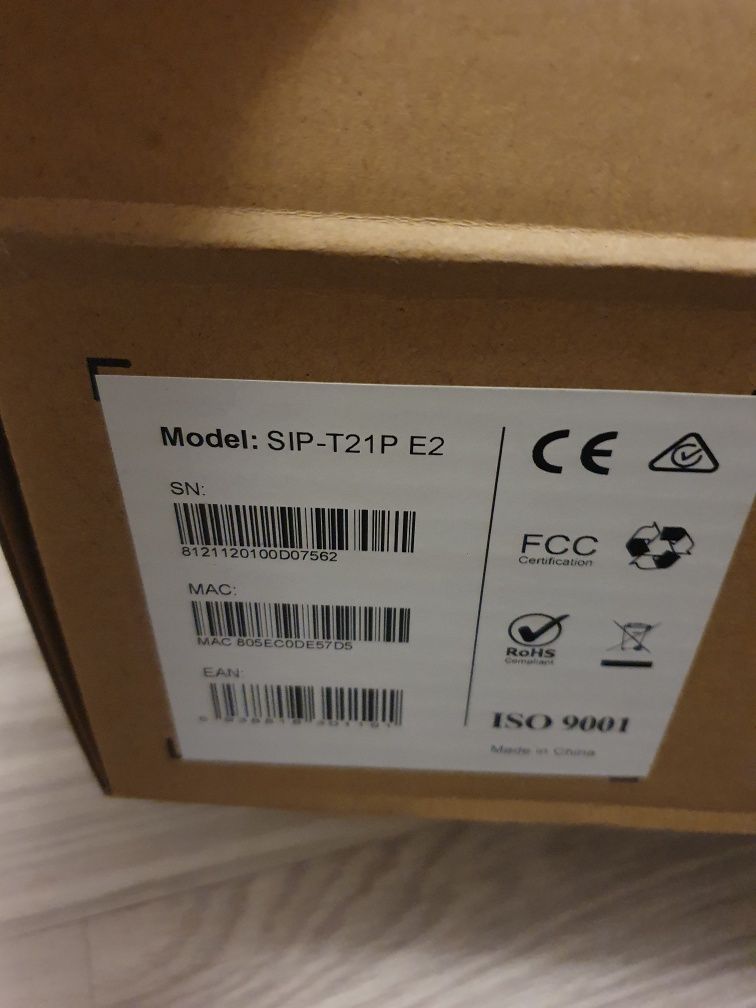 Model: SIP-T21P E2
SN:
8121120100D07562
MAC:
MAC 805EC0DE57D5
EAN:
CE
FCC
Certification
RoHS
Compliant
ISO 9001
Made in China